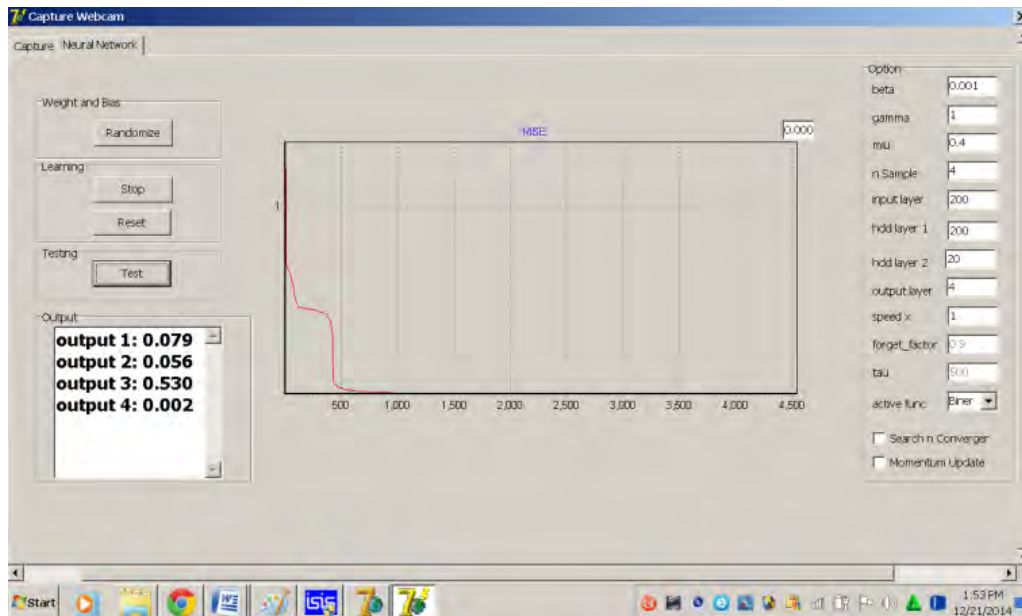 Capture Webcam
Capture Neural Network
Weight and Bias
Randomize
Learning
Stop
Reset
Testing
Test
Output
output 1: 0.079
output 2: 0.056
output 3: 0.530
output 4: 0.002
MSE
0.000
1
500 1,000 1,500 2,000 2,500 3,000 3,500 4,000 4,500
Option
beta 0.001
gamma 1
miu 0.4
n Sample 4
input layer 200
hdd layer 1 200
hdd layer 2 20
output layer 4
speed x 1
forget_factor 0.9
tau 500
active func Biner
Search n Converger
Momentum Update
Start
isis
1:53 PM
12/21/2014